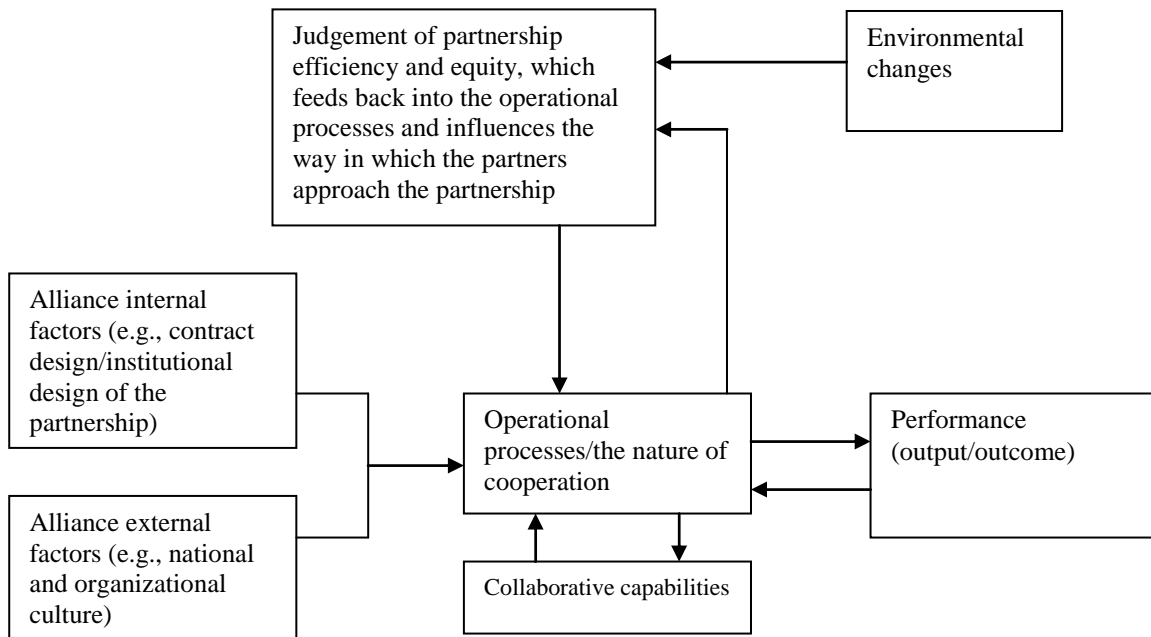 Judgement of partnership
efficiency and equity, which
feeds back into the operational
processes and influences the
way in which the partners
approach the partnership
Environmental
changes
Alliance internal
factors (e.g., contract
design/institutional
design of the
partnership)
Operational
processes/the nature of
cooperation
Performance
(output/outcome)
Alliance external
factors (e.g., national
and organizational
culture)
Collaborative capabilities